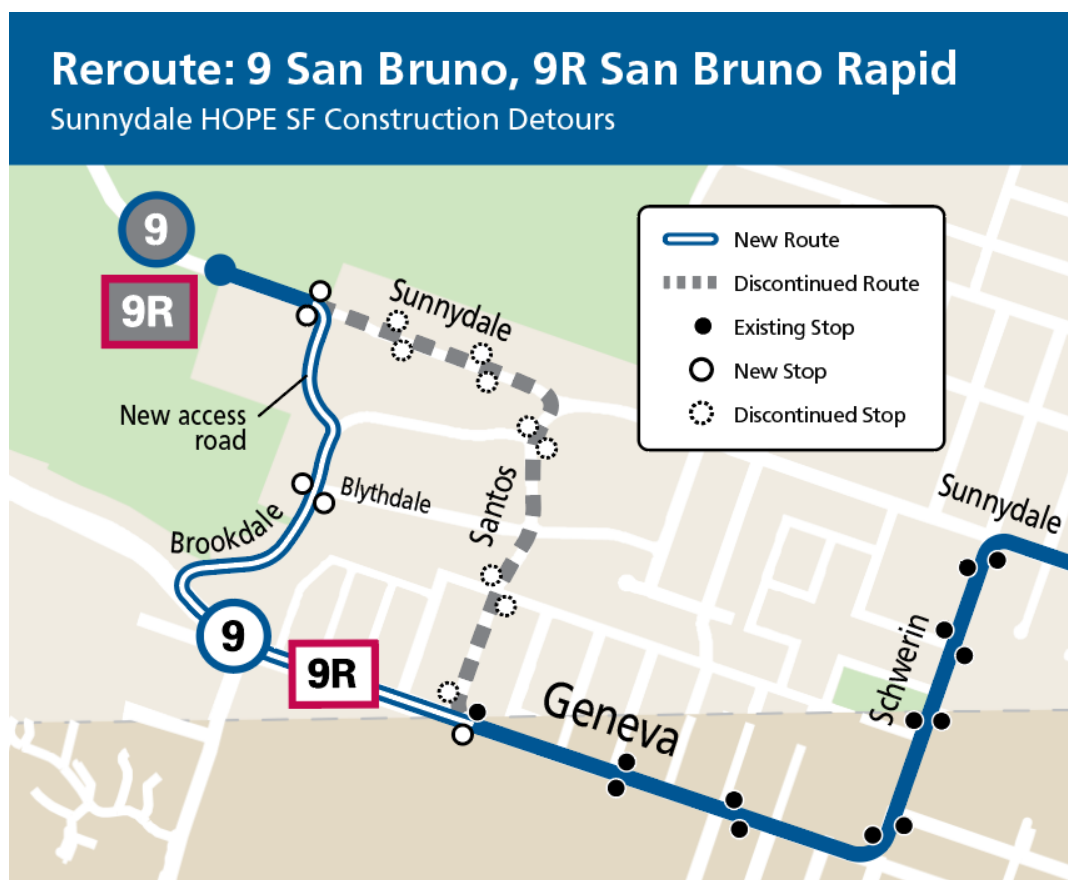 Reroute: 9 San Bruno, 9R San Bruno Rapid
Sunnydale HOPE SF Construction Detours
9
9R
New Route
Discontinued Route
Existing Stop
New Stop
Discontinued Stop
Sunnydale
New access
road
Blythdale
Brookdale
Santos
Sunnydale
Schwerin
9
9R
Geneva